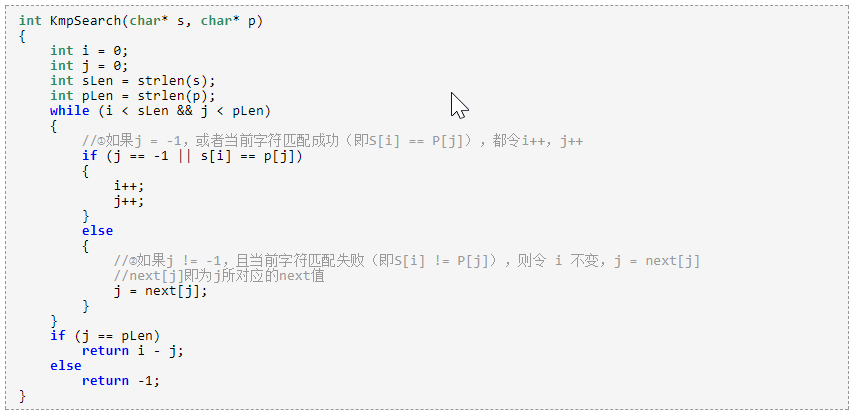 int KmpSearch(char* s, char* p)
{
    int i = 0;
    int j = 0;
    int sLen = strlen(s);
    int pLen = strlen(p);
    while (i < sLen && j < pLen)
    {
        //①如果j = -1，或者当前字符匹配成功（即S[i] == P[j]），都令i++，j++
        if (j == -1 || s[i] == p[j])
        {
            i++;
            j++;
        }
        else
        {
            //②如果j != -1，且当前字符匹配失败（即S[i] != P[j]），则令 i 不变，j = next[j]
            //next[j]即为j所对应的next值
            j = next[j];
        }
    }
    if (j == pLen)
        return i - j;
    else
        return -1;
}